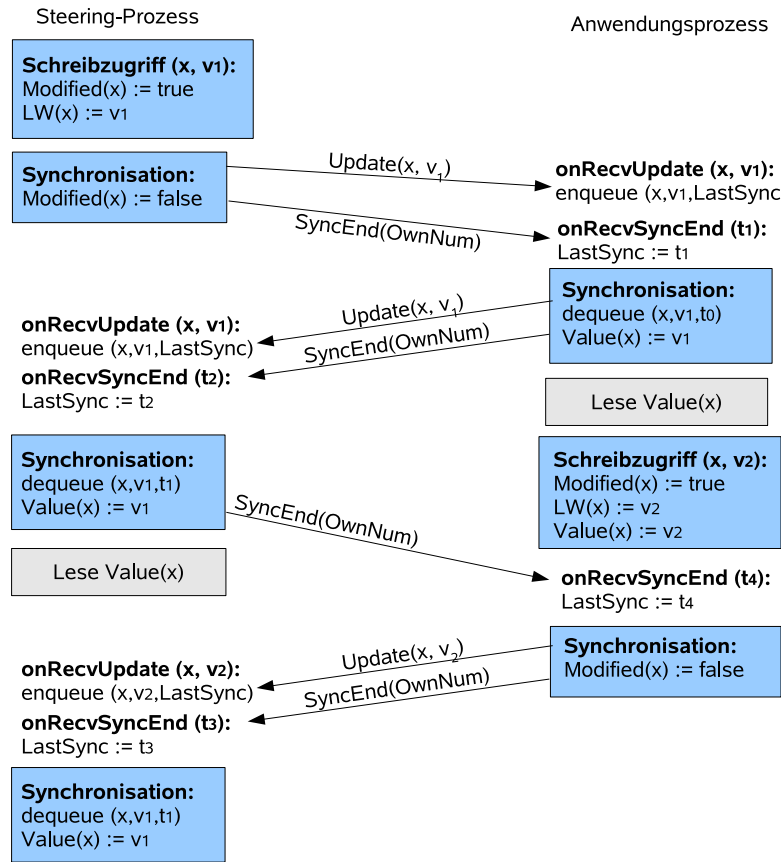 Steering-Prozess
Anwendungsprozess
Schreibzugriff (x, v1):
Modified(x) := true
LW(x) := v1
Synchronisation:
Modified(x) := false
Update(x, v1)
SyncEnd(OwnNum)
onRecvUpdate (x, v1):
enqueue (x,v1,LastSync
onRecvSyncEnd (t1):
LastSync := t1
Synchronisation:
dequeue (x,v1,t0)
Value(x) := v1
Update(x, v1)
SyncEnd(OwnNum)
onRecvUpdate (x, v1):
enqueue (x,v1,LastSync)
onRecvSyncEnd (t2):
LastSync := t2
Lese Value(x)
Synchronisation:
dequeue (x,v1,t1)
Value(x) := v1
Schreibzugriff (x, v2):
Modified(x) := true
LW(x) := v2
Value(x) := v2
SyncEnd(OwnNum)
Lese Value(x)
onRecvSyncEnd (t4):
LastSync := t4
Synchronisation:
Modified(x) := false
Update(x, v2)
SyncEnd(OwnNum)
onRecvUpdate (x, v2):
enqueue (x,v2,LastSync)
onRecvSyncEnd (t3):
LastSync := t3
Synchronisation:
dequeue (x,v1,t1)
Value(x) := v1